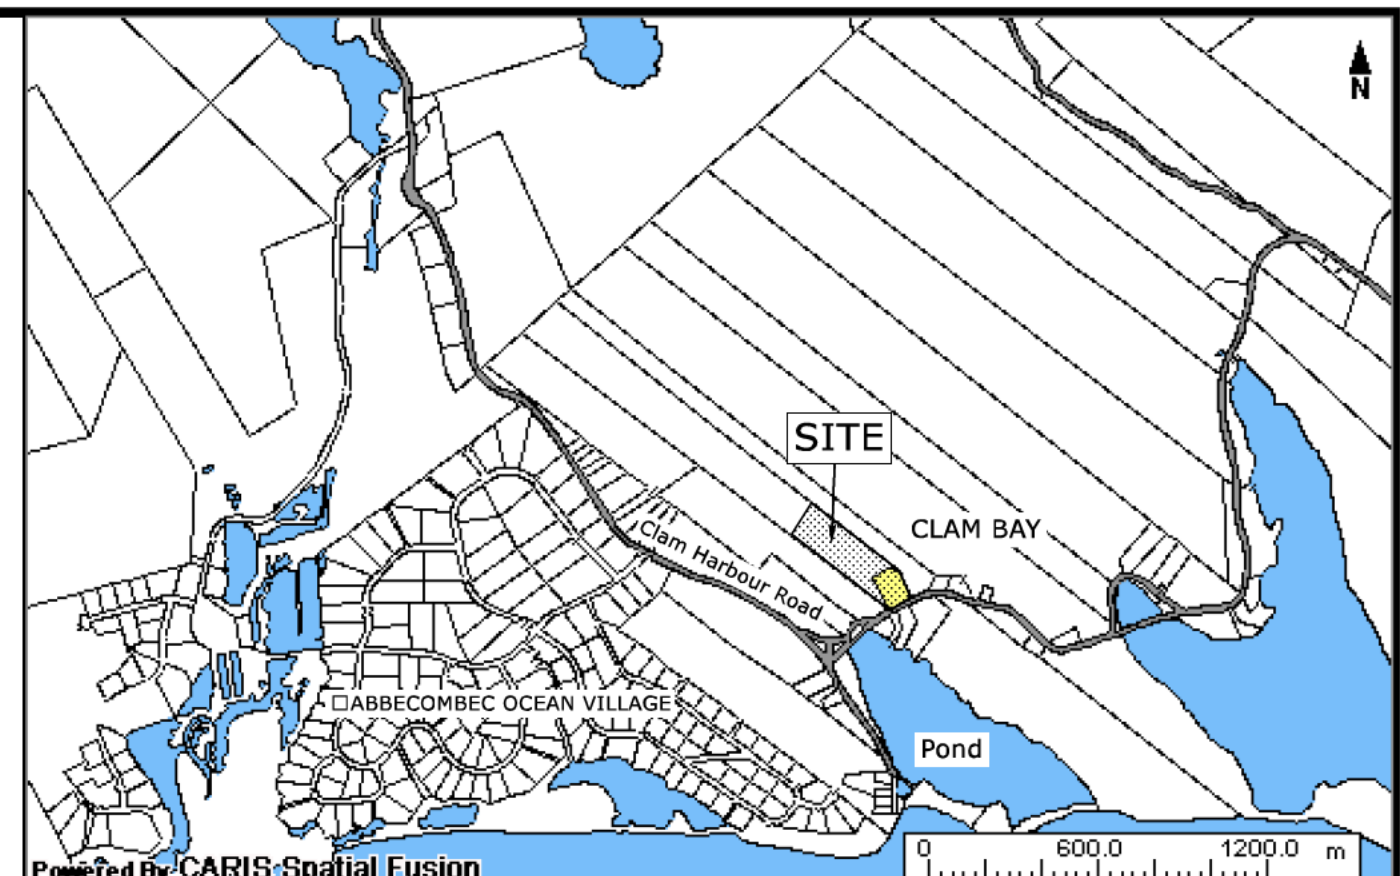 N
SITE
CLAM BAY
Clam Harbour Road
ABBECOMBEC OCEAN VILLAGE
Pond
0 600.0 1200.0 m
Powered By: CARIS Spatial Fusion